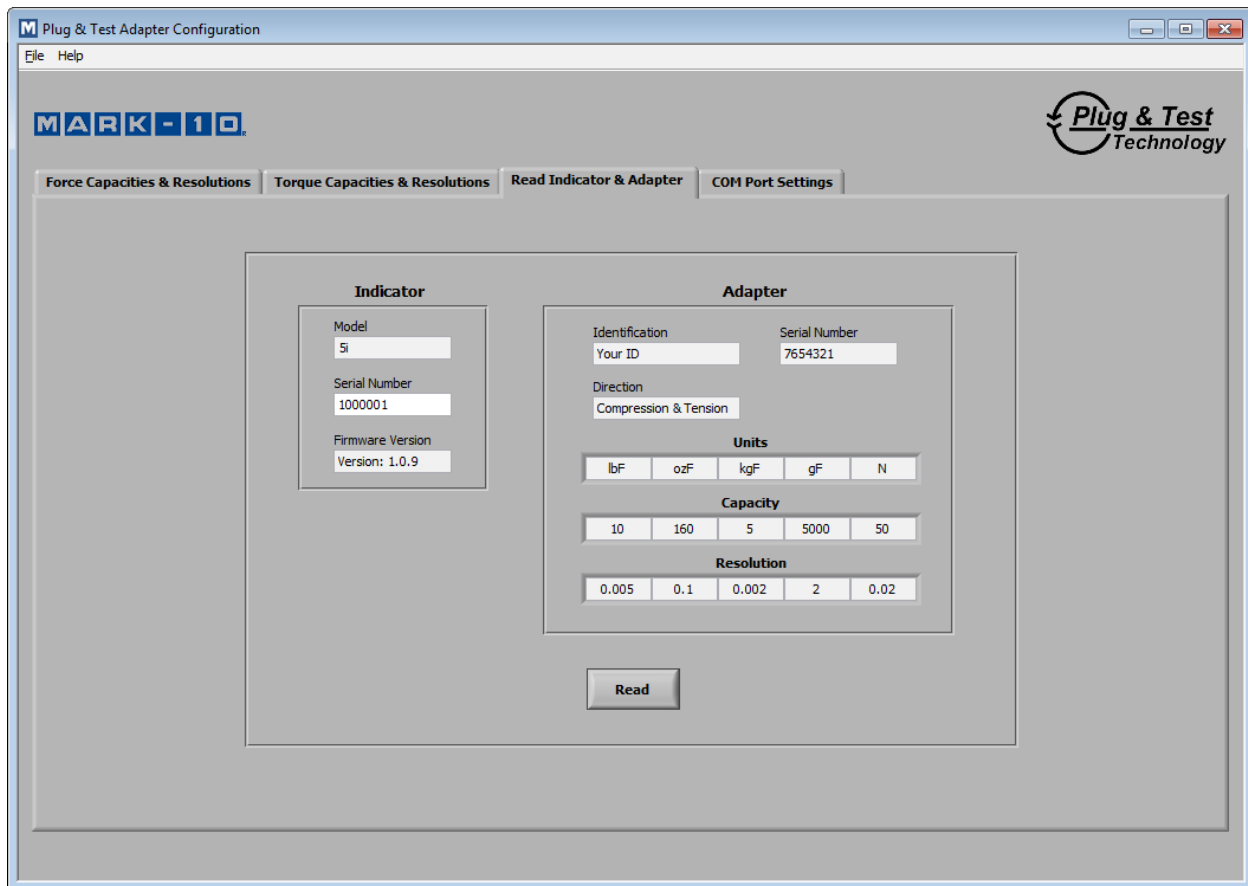 M Plug & Test Adapter Configuration
File Help
MARK-10®
Plug & Test
Technology
Force Capacities & Resolutions Torque Capacities & Resolutions Read Indicator & Adapter COM Port Settings
Indicator
Model
5i
Serial Number
1000001
Firmware Version
Version: 1.0.9
Adapter
Identification Serial Number
Your ID 7654321
Direction
Compression & Tension
Units
lbF ozF kgF gF N
Capacity
10 160 5 5000 50
Resolution
0.005 0.1 0.002 2 0.02
Read